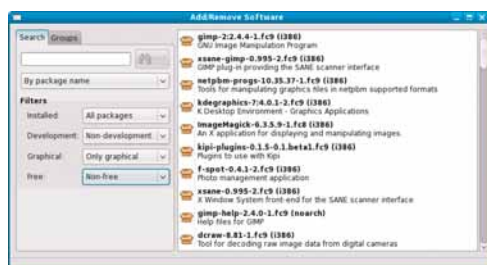 Add/Remove Software
Search Groups
By package name
Filters
Installed: All packages
Development: Non-development
Graphical: Only graphical
Free: Non-free
gimp-2:2.4.4-1.fc9 (i386)
GNU Image Manipulation Program
xsane-gimp-0.995-2.fc9 (i386)
GIMP plug-in providing the SANE scanner interface
netpbm-progs-10.35.37-1.fc9 (i386)
Tools for manipulating graphics files in netpbm supported formats
kdegraphics-7:4.0.1-2.fc9 (i386)
K Desktop Environment - Graphics Applications
ImageMagick-6.3.5.9-1.fc8 (i386)
An X application for displaying and manipulating images.
kipi-plugins-0.1.5-0.1.beta1.fc9 (i386)
Plugins to use with Kipi
f-spot-0.4.1-2.fc9 (i386)
Photo management application
xsane-0.995-2.fc9 (i386)
X Window System front-end for the SANE scanner interface
gimp-help-2.4.0-1.fc9 (noarch)
Help files for GIMP
dcraw-8.81-1.fc9 (i386)
Tool for decoding raw image data from digital cameras